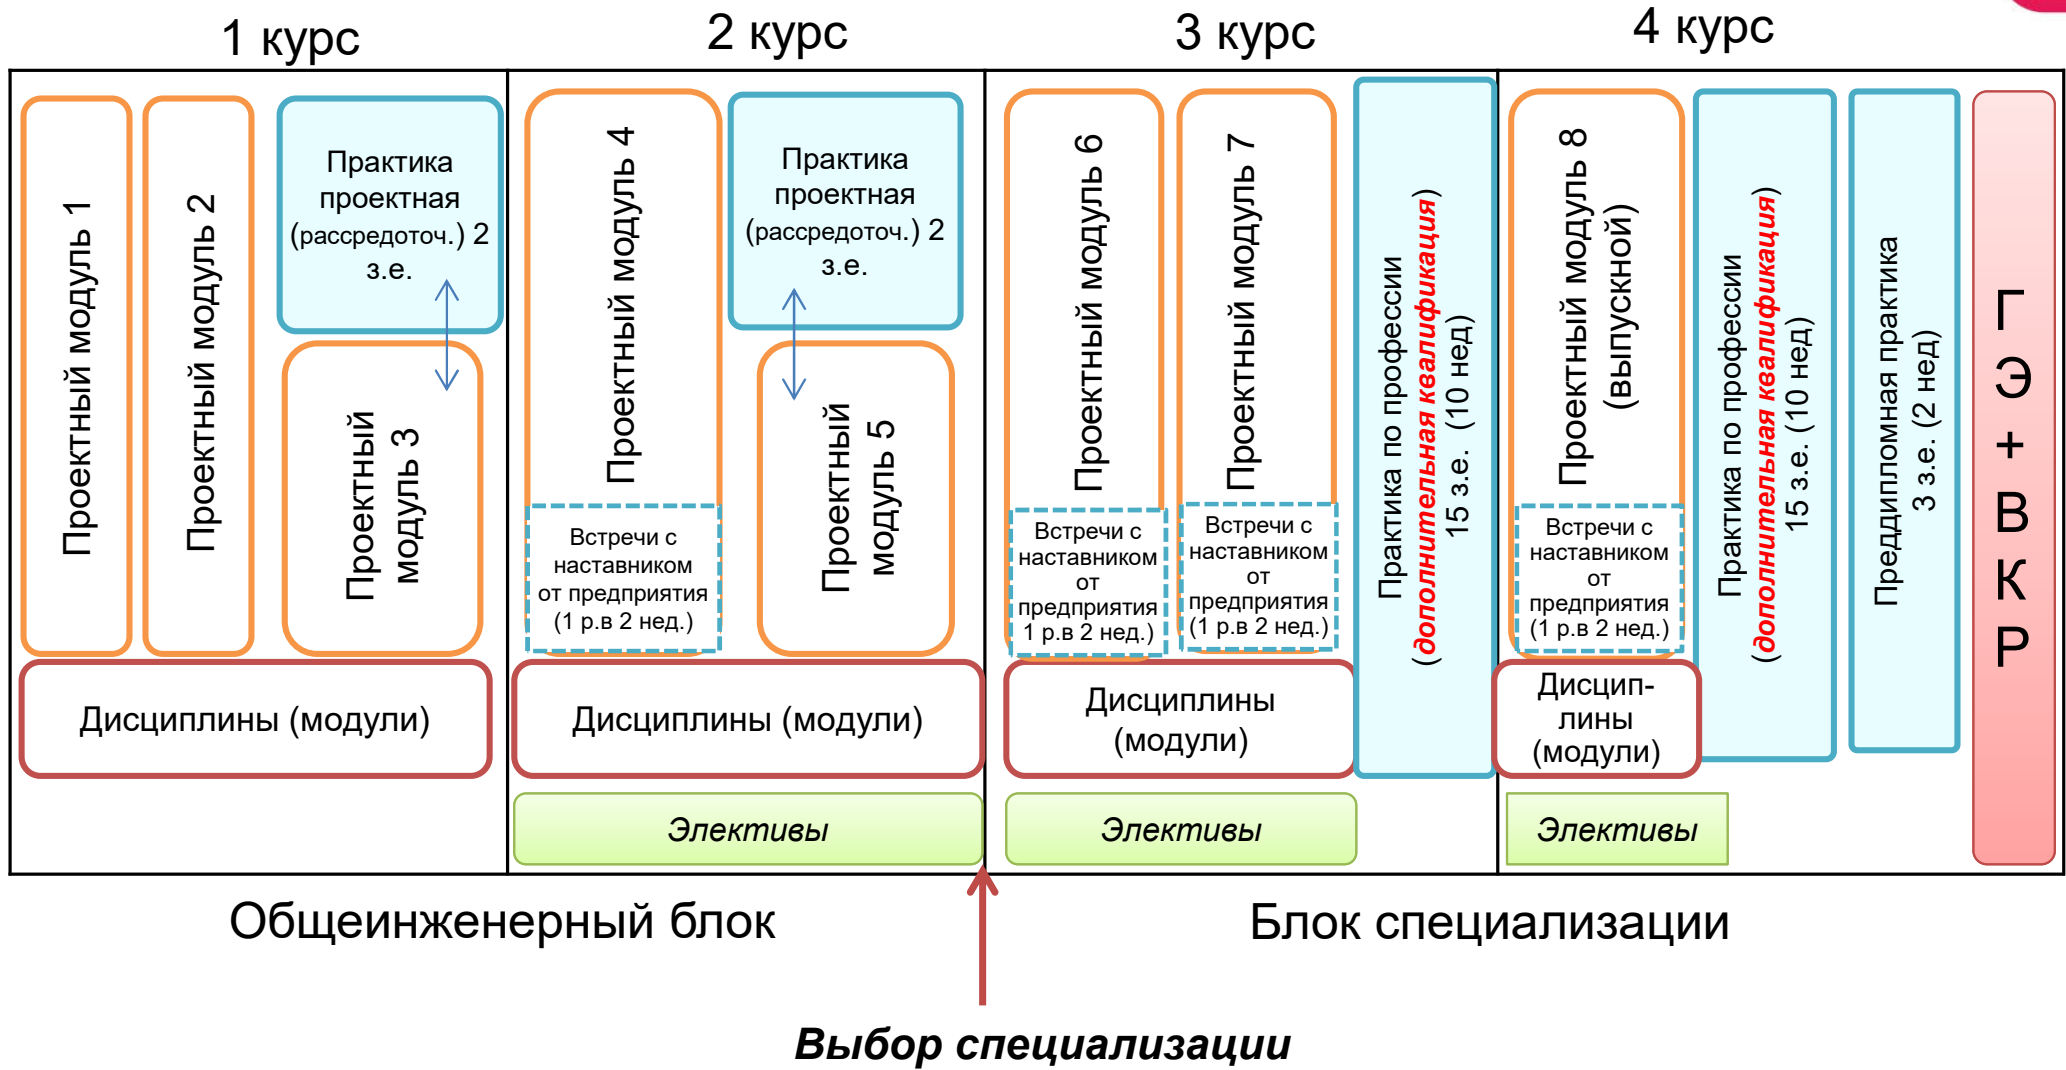 1 курс
2 курс
3 курс
4 курс
Проектный модуль 1
Проектный модуль 2
Практика
проектная
(рассредоточ.) 2
з.е.
Проектный
модуль 3
Дисциплины (модули)
Проектный модуль 4
Встречи с
наставником
от предприятия
(1 р.в 2 нед.)
Практика
проектная
(рассредоточ.) 2
з.е.
Проектный
модуль 5
Дисциплины (модули)
Элективы
Проектный модуль 6
Встречи с
наставником
от
предприятия
1 р.в 2 нед.)
Проектный модуль 7
Встречи с
наставником
от
предприятия
(1 р.в 2 нед.)
Практика по профессии
(дополнительная квалификация)
15 з.е. (10 нед)
Дисциплины
(модули)
Элективы
Проектный модуль 8
(выпускной)
Встречи с
наставником
от
предприятия
(1 р.в 2 нед.)
Практика по профессии
(дополнительная квалификация)
15 з.е. (10 нед)
Преддипломная практика
3 з.е. (2 нед)
Г
Э
+
В
К
Р
Дисцип-
лины
(модули)
Элективы
Общеинженерный блок
Блок специализации
Выбор специализации